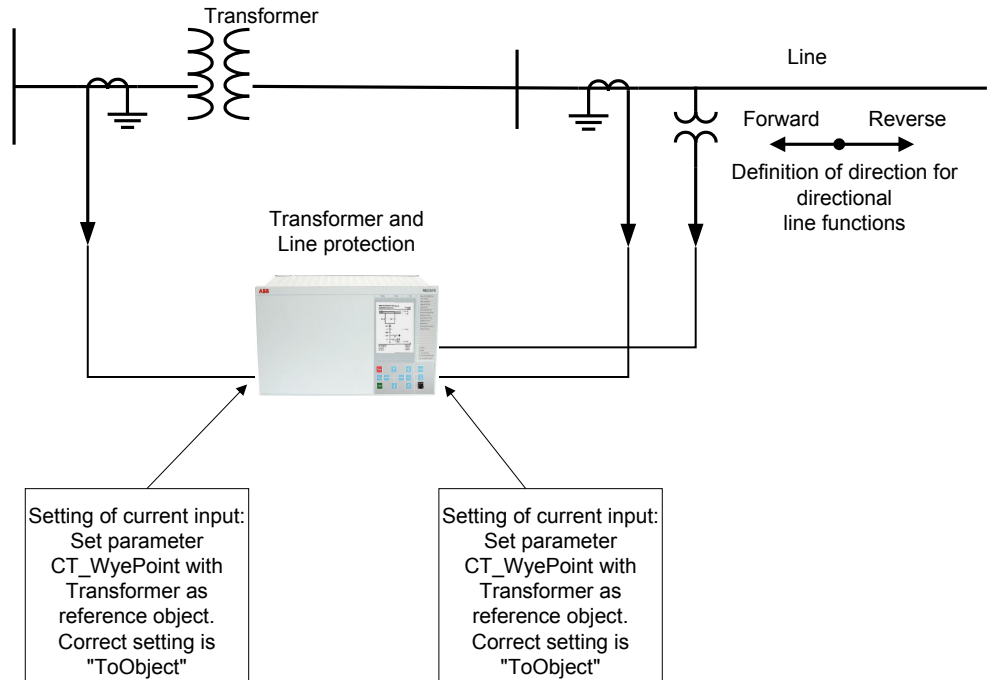 Transformer
Line
Forward Reverse
Definition of direction for
directional
line functions
Transformer and
Line protection
ABB
Setting of current input:
Set parameter
CT_WyePoint with
Transformer as
reference object.
Correct setting is
"ToObject"
Setting of current input:
Set parameter
CT_WyePoint with
Transformer as
reference object.
Correct setting is
"ToObject"